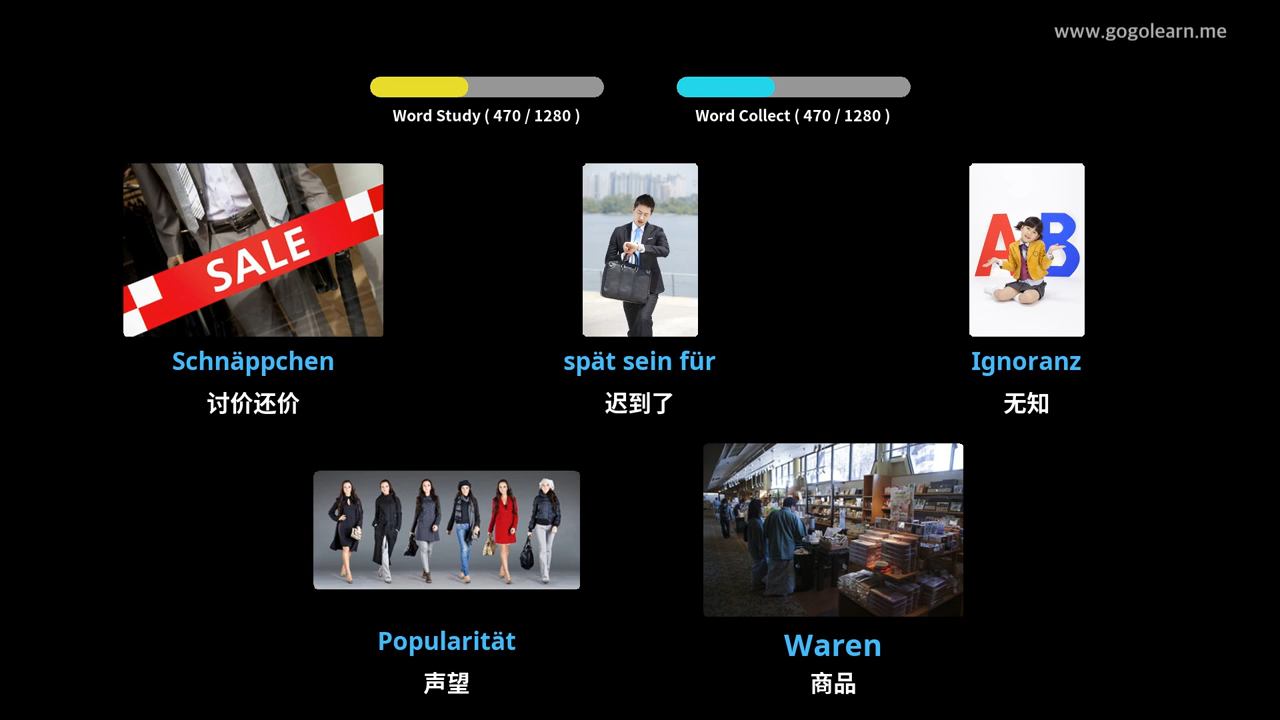 www.gogolearn.me
Word Study ( 470 / 1280 )
Word Collect ( 470 / 1280 )
SALE
A B
Schnäppchen
spät sein für
Ignoranz
讨价还价
迟到了
无知
Popularität
Waren
声望
商品